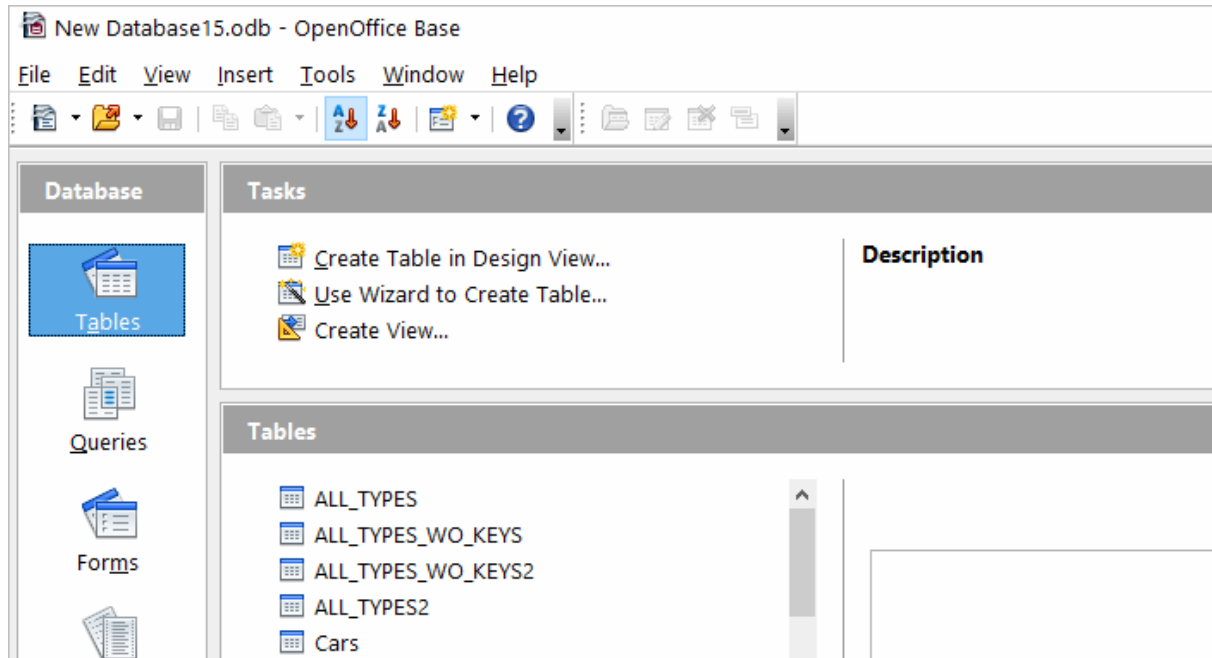 New Database15.odb - OpenOffice Base
File Edit View Insert Tools Window Help
Database
Tables
Queries
Forms
Tasks
Create Table in Design View...
Use Wizard to Create Table...
Create View...
Description
Tables
ALL_TYPES
ALL_TYPES_WO_KEYS
ALL_TYPES_WO_KEYS2
ALL_TYPES2
Cars